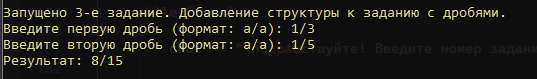 Запущено 3-е задание. Добавление структуры к заданию с дробями.
Введите первую дробь (формат: а/а): 1/3
Введите вторую дробь (формат: а/а): 1/5
Результат: 8/15